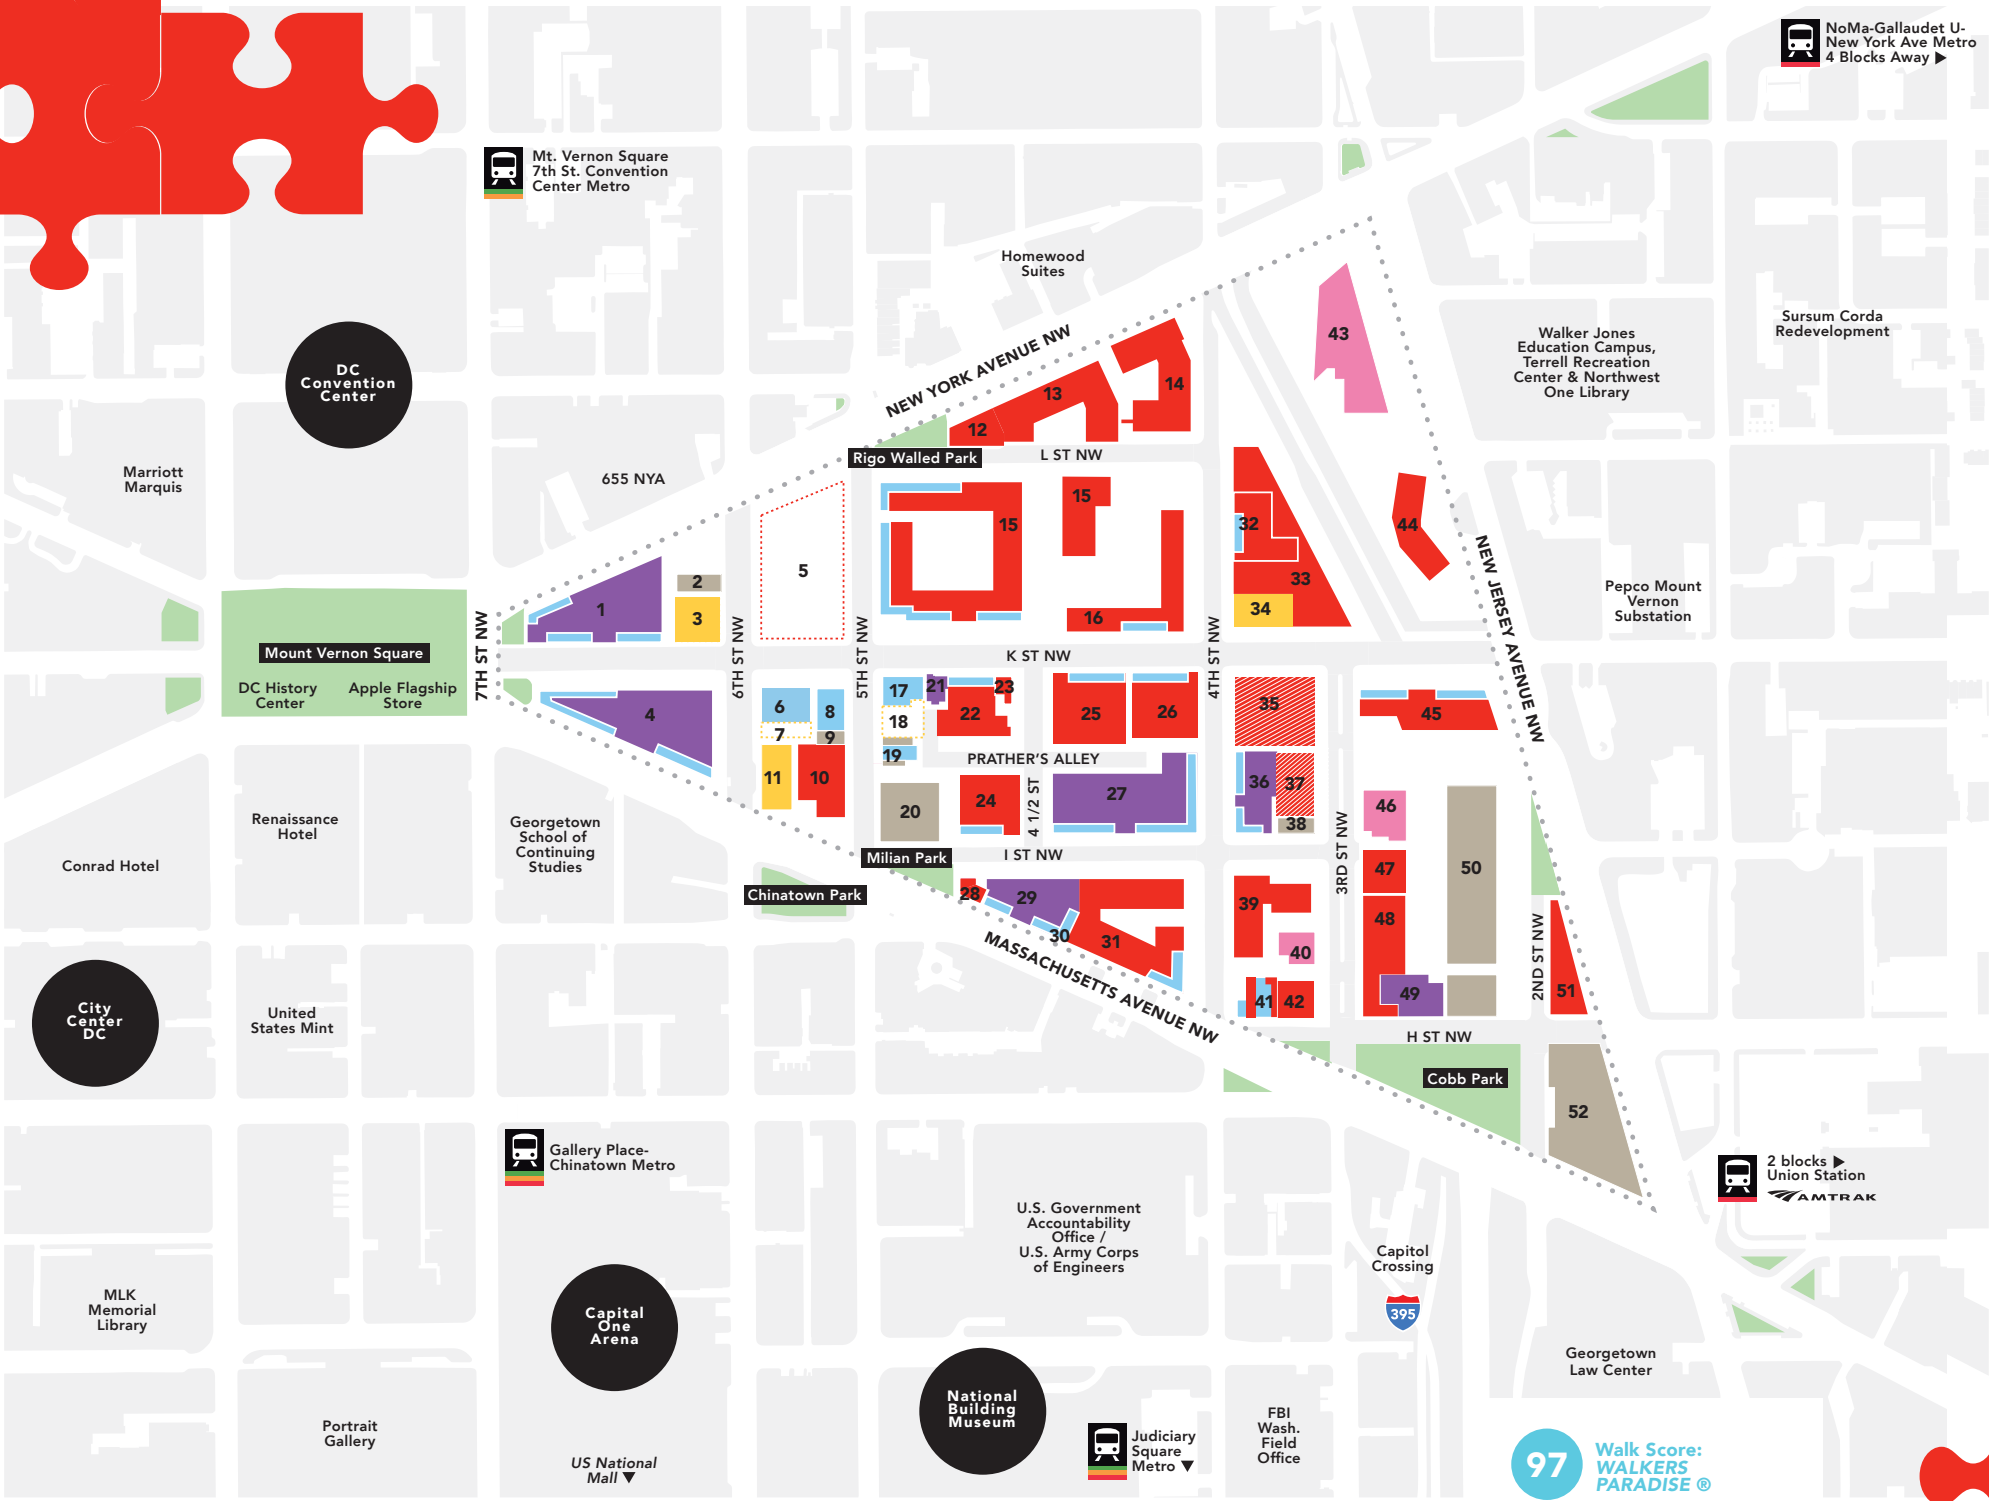 NoMa-Gallaudet U-
New York Ave Metro
4 Blocks Away ▶
Mt. Vernon Square
7th St. Convention
Center Metro
Homewood
Suites
DC
Convention
Center
NEW YORK AVENUE NW
43
Walker Jones
Education Campus,
Terrell Recreation
Center & Northwest
One Library
Sursum Corda
Redevelopment
14
13
12
Rigo Walled Park
L ST NW
Marriott
Marquis
655 NYA
15
15
32
44
5
33
34
16
1
2
3
NEW JERSEY AVENUE NW
Pepco Mount
Vernon
Substation
Mount Vernon Square
DC History
Center
Apple Flagship
Store
7TH ST NW
6TH ST NW
5TH ST NW
K ST NW
4TH ST NW
4
6
7
8
9
10
11
17
18
19
20
21
22
23
24
25
26
27
PRATHER'S ALLEY
4 1/2 ST
35
36
37
38
3RD ST NW
45
46
47
48
49
50
Renaissance
Hotel
Georgetown
School of
Continuing
Studies
Conrad Hotel
Milian Park
I ST NW
Chinatown Park
28
29
30
31
MASSACHUSETTS AVENUE NW
39
40
41
42
2ND ST NW
51
City
Center
DC
United
States Mint
H ST NW
Cobb Park
52
Gallery Place-
Chinatown Metro
2 blocks ▶
Union Station
AMTRAK
U.S. Government
Accountability
Office /
U.S. Army Corps
of Engineers
Capitol
Crossing
395
MLK
Memorial
Library
Capital
One
Arena
Georgetown
Law Center
National
Building
Museum
Portrait
Gallery
US National
Mall ▼
Judiciary
Square
Metro ▼
FBI
Wash.
Field
Office
97
Walk Score:
WALKERS
PARADISE ®